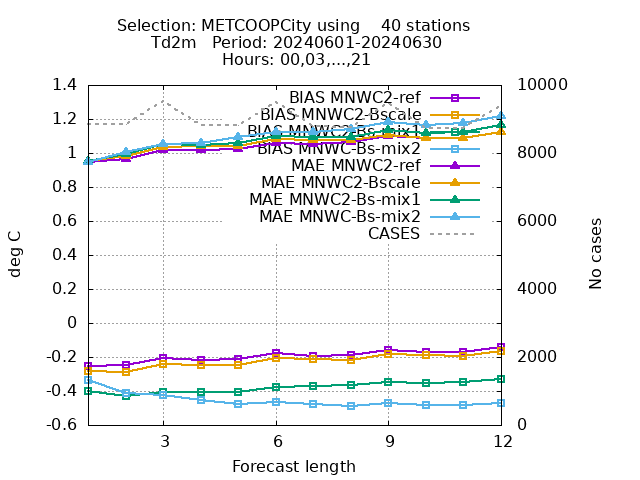 Selection: METCOOPCity using    40 stations
Td2m   Period: 20240601-20240630
Hours: 00,03,...,21
1.4
1.2
1
0.8
0.6
0.4
0.2
0
-0.2
-0.4
-0.6
deg C
BIAS MNWC2-ref
BIAS MNWC2-Bscale
BIAS MNWC2-Bs-mix1
BIAS MNWC-Bs-mix2
MAE MNWC2-ref
MAE MNWC2-Bscale
MAE MNWC2-Bs-mix1
MAE MNWC-Bs-mix2
CASES
10000
8000
6000
4000
2000
0
No cases
3 6 9 12
Forecast length